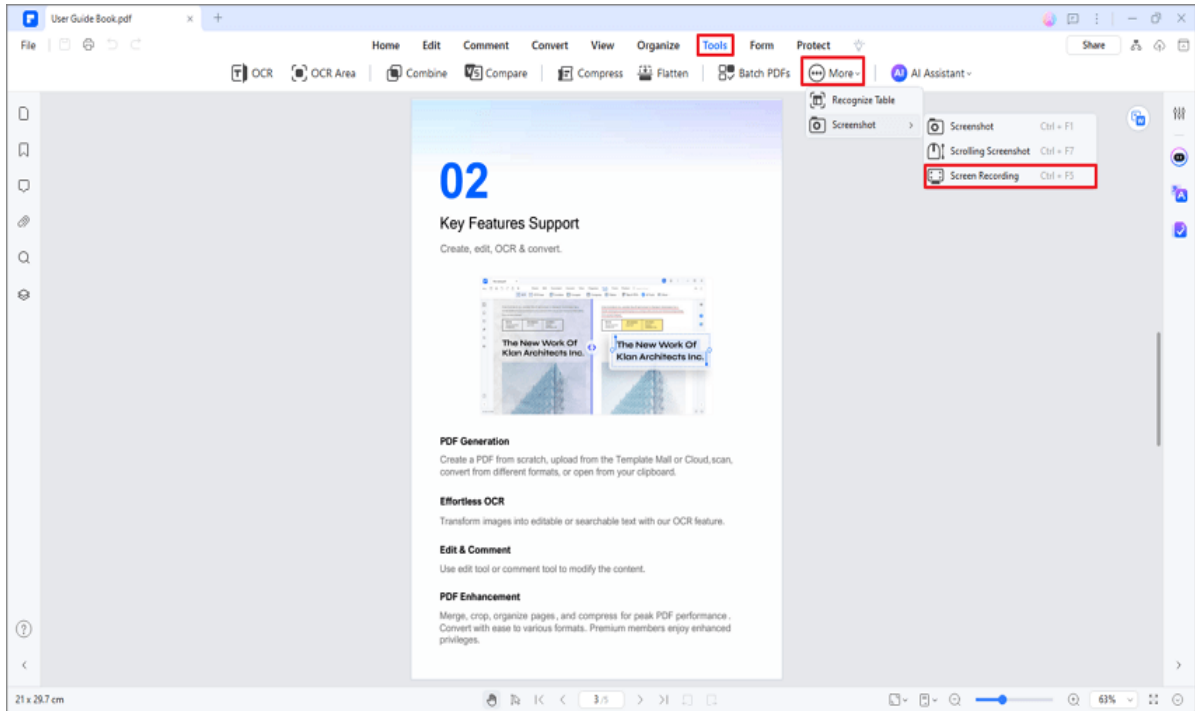 User Guide Book.pdf
File
Home Edit Comment Convert View Organize Tools Form Protect
Share
OCR OCR Area Combine Compare Compress Flatten Batch PDFs More AI Assistant
Recognize Table
Screenshot
Screenshot Ctrl + F1
Scrolling Screenshot Ctrl + F7
Screen Recording Ctrl + F5
02
Key Features Support
Create, edit, OCR & convert.
The New Work Of
Klan Architects Inc.
The New Work Of
Klan Architects Inc.
PDF Generation
Create a PDF from scratch, upload from the Template Mall or Cloud,scan,
convert from different formats, or open from your clipboard.
Effortless OCR
Transform images into editable or searchable text with our OCR feature.
Edit & Comment
Use edit tool or comment tool to modify the content.
PDF Enhancement
Merge, crop, organize pages, and compress for peak PDF performance .
Convert with ease to various formats. Premium members enjoy enhanced
privileges.
21 x 29.7 cm
3 /5
63%